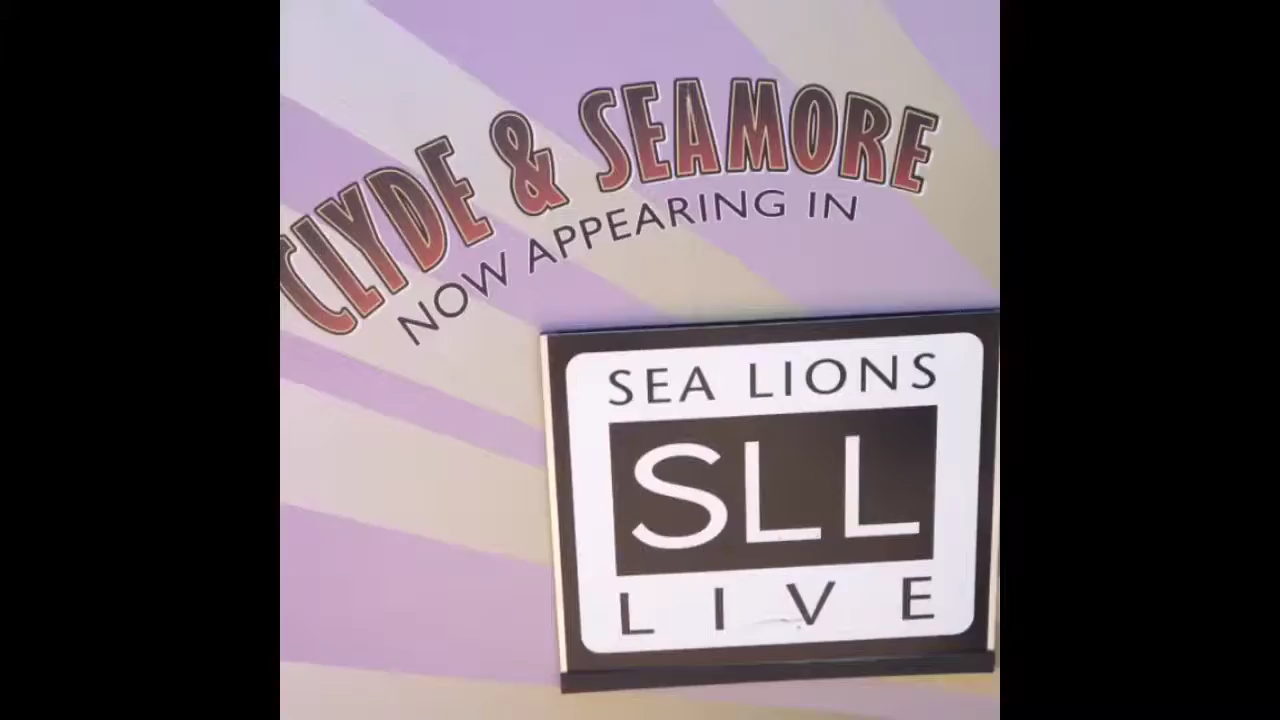 CLYDE & SEAMORE
NOW APPEARING IN
SEA LIONS
SLL
LIVE